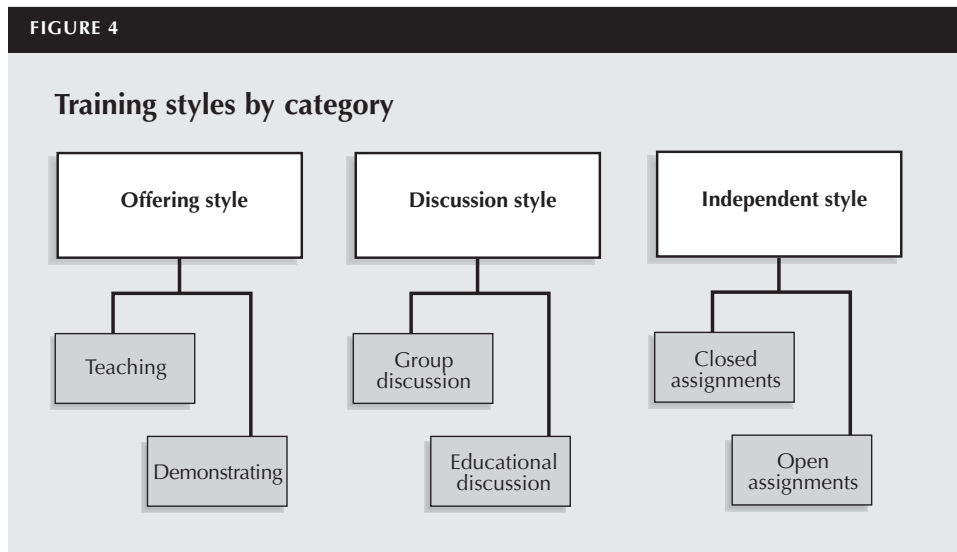 FIGURE 4
Training styles by category
Offering style
Discussion style
Independent style
Teaching
Group
discussion
Closed
assignments
Demonstrating
Educational
discussion
Open
assignments